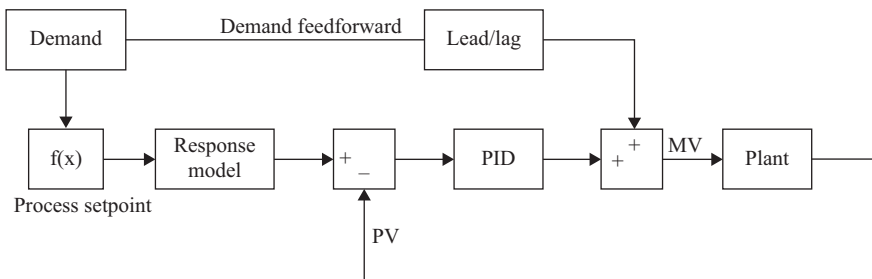 Demand
Demand feedforward
Lead/lag
f(x)
Response
model
+
−
PID
+
+
MV
Plant
Process setpoint
PV